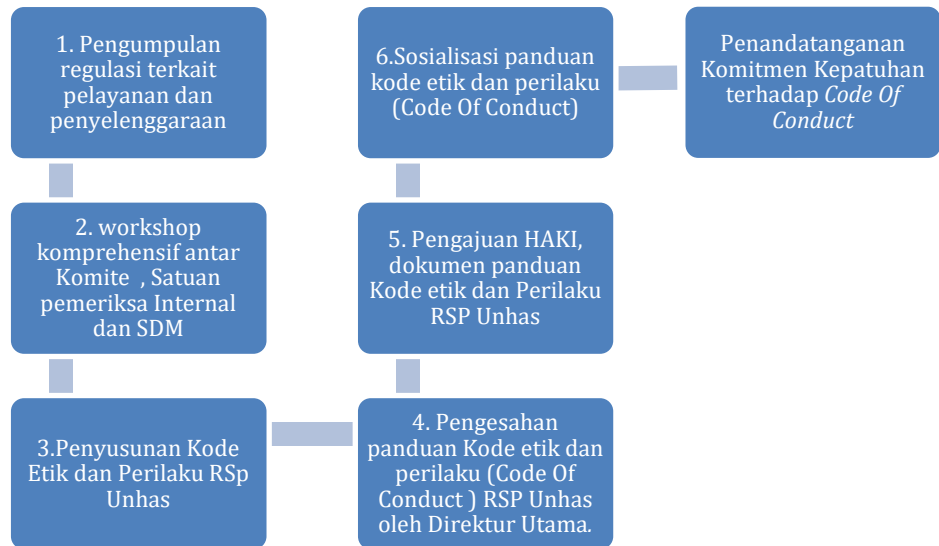 1. Pengumpulan
regulasi terkait
pelayanan dan
penyelenggaraan
2. workshop
komprehensif antar
Komite , Satuan
pemeriksa Internal
dan SDM
3.Penyusunan Kode
Etik dan Perilaku RSp
Unhas
4. Pengesahan
panduan Kode etik dan
perilaku (Code Of
Conduct ) RSP Unhas
oleh Direktur Utama.
5. Pengajuan HAKI,
dokumen panduan
Kode etik dan Perilaku
RSP Unhas
6.Sosialisasi panduan
kode etik dan perilaku
(Code Of Conduct)
Penandatanganan
Komitmen Kepatuhan
terhadap Code Of
Conduct